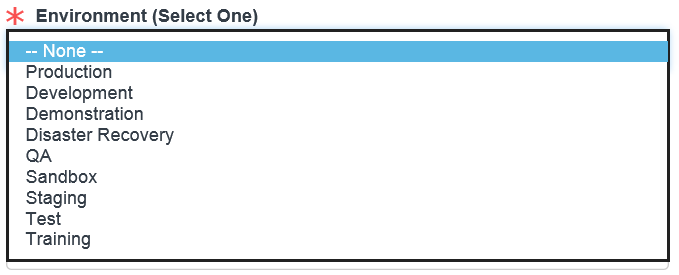 * Environment (Select One)
-- None --
Production
Development
Demonstration
Disaster Recovery
QA
Sandbox
Staging
Test
Training